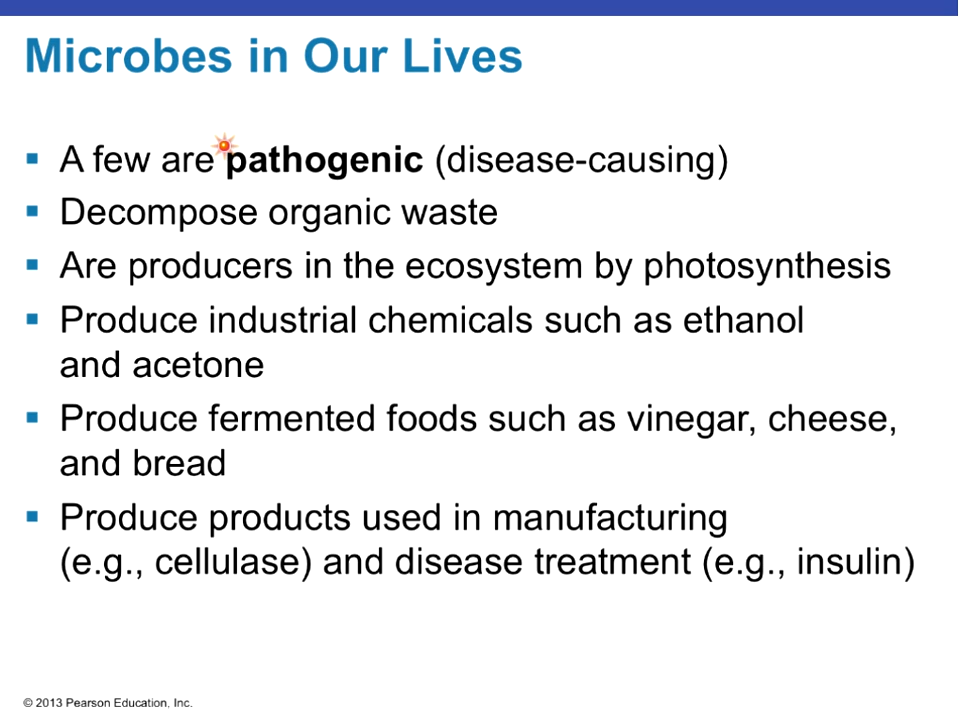 Microbes in Our Lives
▪ A few are pathogenic (disease-causing)
▪ Decompose organic waste
▪ Are producers in the ecosystem by photosynthesis
▪ Produce industrial chemicals such as ethanol
and acetone
▪ Produce fermented foods such as vinegar, cheese,
and bread
▪ Produce products used in manufacturing
(e.g., cellulase) and disease treatment (e.g., insulin)
© 2013 Pearson Education, Inc.